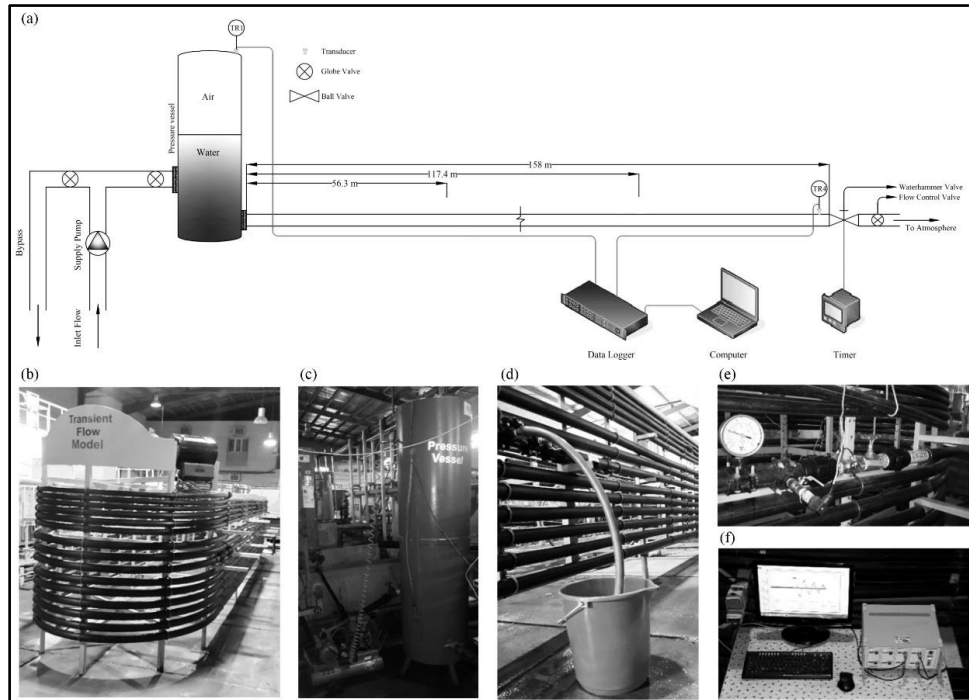 (a)
TR1
Transducer
Globe Valve
Ball Valve
Pressure vessel
Air
Water
158 m
117.4 m
56.3 m
TR4
Waterhammer Valve
Flow Control Valve
To Atmosphere
Bypass
Supply Pump
Inlet Flow
Data Logger
Computer
Timer
(b)
(c)
(d)
(e)
(f)
Transient
Flow
Model
Pressure
Vessel